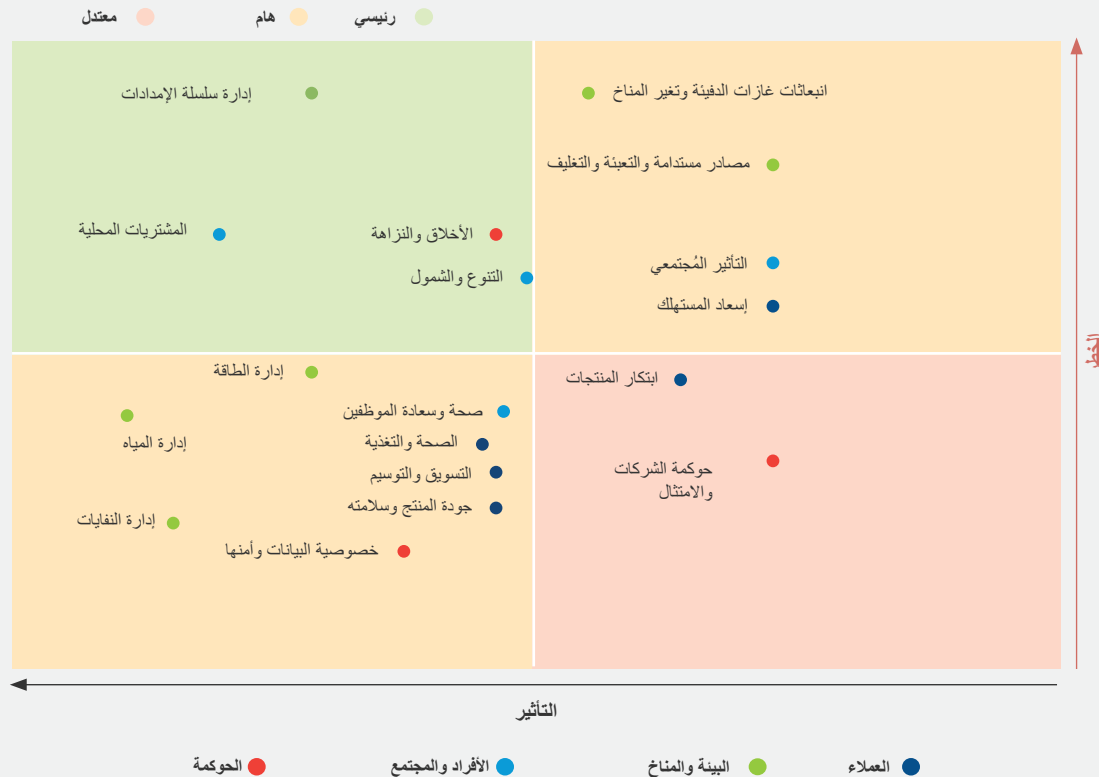 رئيسي
هام
معتدل
انبعاثات غازات الدفيئة وتغير المناخ
إدارة سلسلة الإمدادات
مصادر مستدامة والتعبئة والتغليف
الأخلاق والنزاهة
المشتريات المحلية
التأثير المُجتمعي
التنوع والشمول
إسعاد المستهلك
الخطر
ابتكار المنتجات
إدارة الطاقة
صحة وسعادة الموظفين
الصحة والتغذية
إدارة المياه
حوكمة الشركات
والامتثال
التسويق والتوسيم
جودة المنتج وسلامته
إدارة النفايات
خصوصية البيانات وأمنها
التأثير
العملاء
البيئة والمناخ
الأفراد والمجتمع
الحوكمة